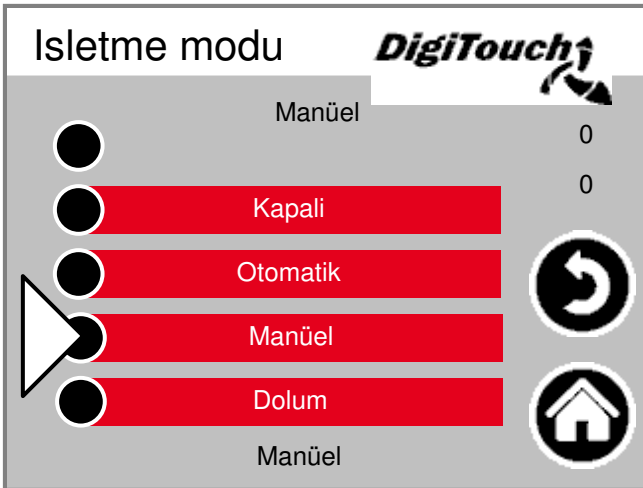 Isletme modu
DigiTouch
Manüel
0
0
Kapali
Otomatik
Manüel
Dolum
Manüel